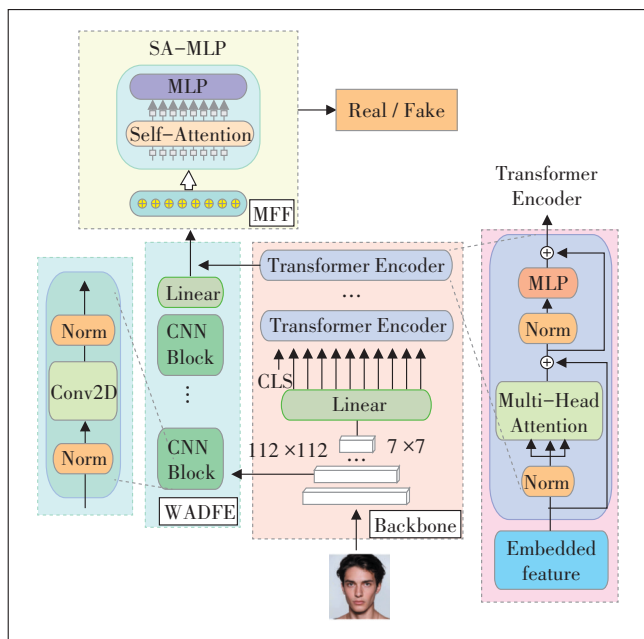 SA-MLP
MLP
Self-Attention
MFF
Real / Fake
Transformer
Encoder
MLP
Norm
Multi-Head
Attention
Norm
Embedded
feature
Norm
Conv2D
Norm
Linear
CNN
Block
...
CNN
Block
WADFE
Transformer Encoder
...
Transformer Encoder
CLS
Linear
112 ×112 7 ×7
...
Backbone